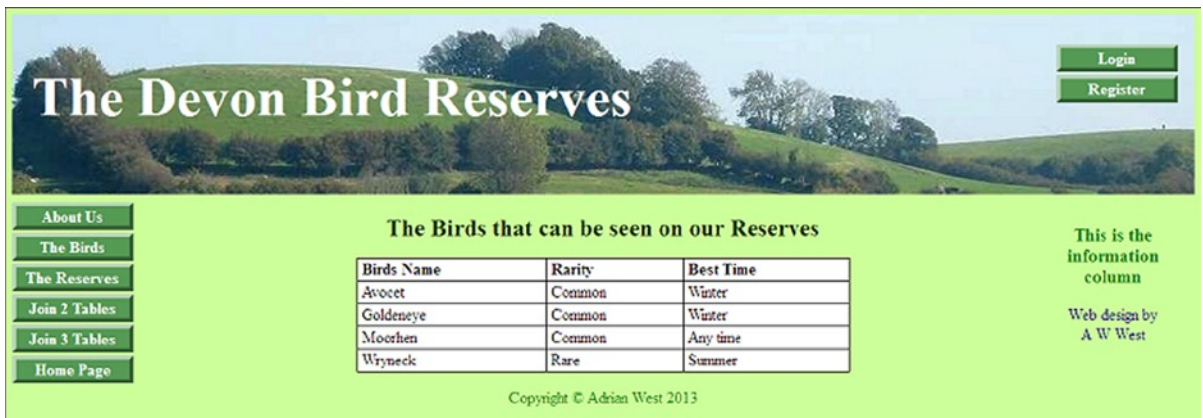 The Devon Bird Reserves
Login
Register
About Us
The Birds
The Reserves
Join 2 Tables
Join 3 Tables
Home Page
The Birds that can be seen on our Reserves
Birds Name Rarity Best Time
Avocet Common Winter
Goldeneye Common Winter
Moorhen Common Any time
Wryneck Rare Summer
This is the
information
column
Web design by
A W West
Copyright © Adrian West 2013